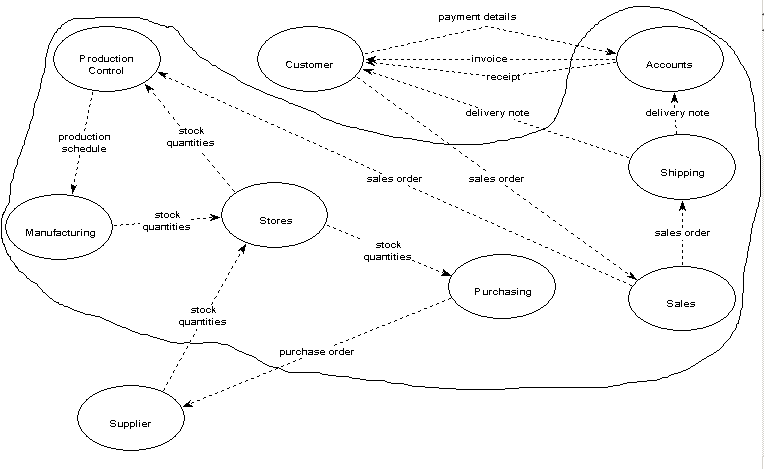 payment details
Production
Control
Customer
invoice
Accounts
receipt
delivery note
delivery note
production
schedule
stock
quantities
Shipping
sales order
sales order
Manufacturing
stock
quantities
Stores
sales order
stock
quantities
Purchasing
Sales
stock
quantities
purchase order
Supplier